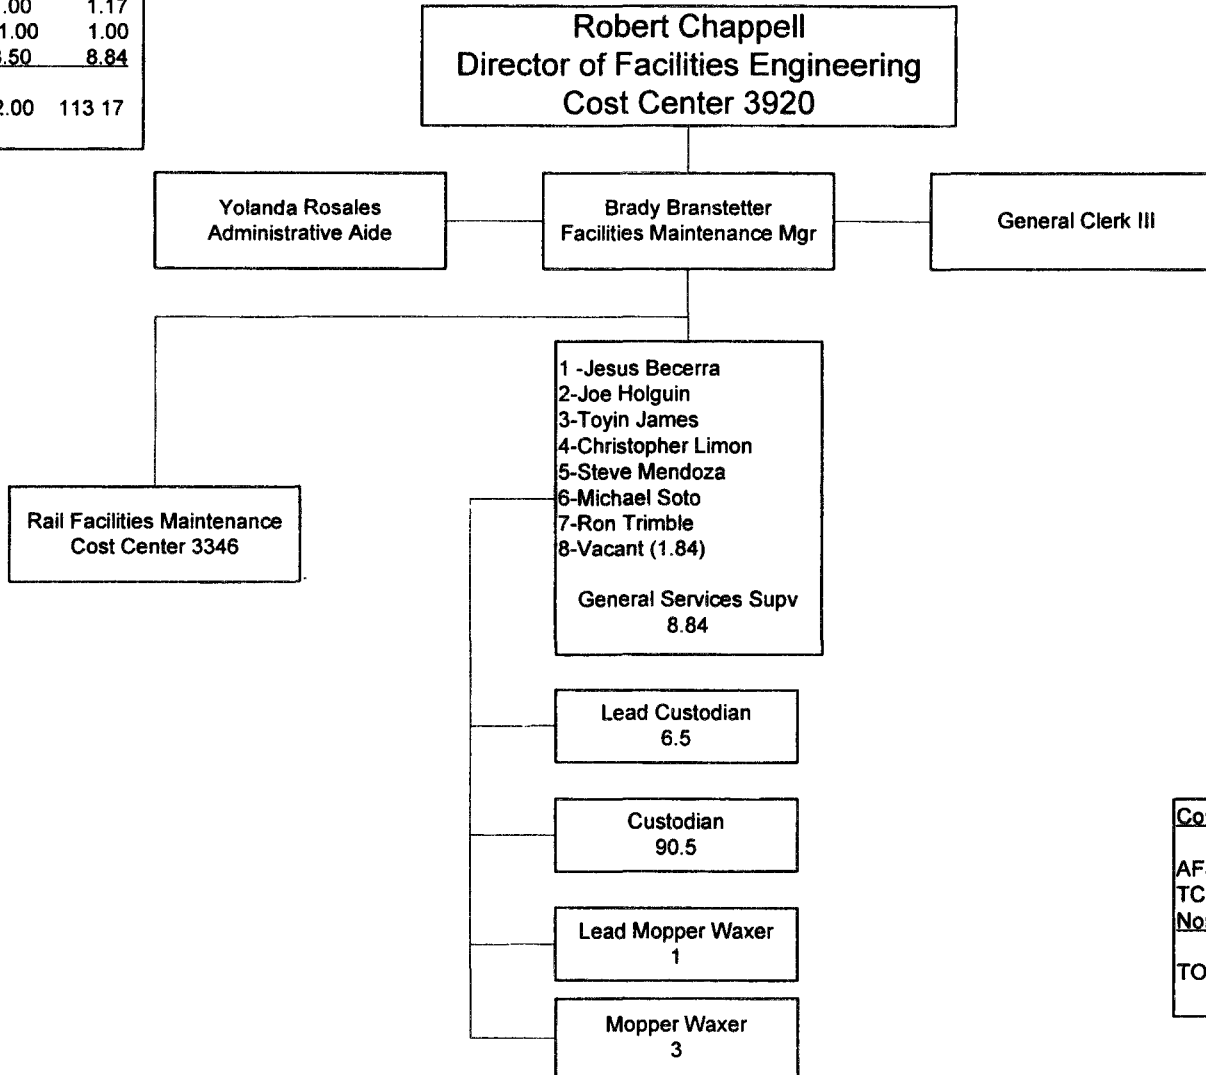 .00 1.17
1.00 1.00
.50 8.84
2.00 113 17
Robert Chappell
Director of Facilities Engineering
Cost Center 3920
Yolanda Rosales
Administrative Aide
Brady Branstetter
Facilities Maintenance Mgr
General Clerk III
1 -Jesus Becerra
2-Joe Holguin
3-Toyin James
4-Christopher Limon
5-Steve Mendoza
6-Michael Soto
7-Ron Trimble
8-Vacant (1.84)
General Services Supv
8.84
Rail Facilities Maintenance
Cost Center 3346
Lead Custodian
6.5
Custodian
90.5
Lead Mopper Waxer
1
Mopper Waxer
3
TC